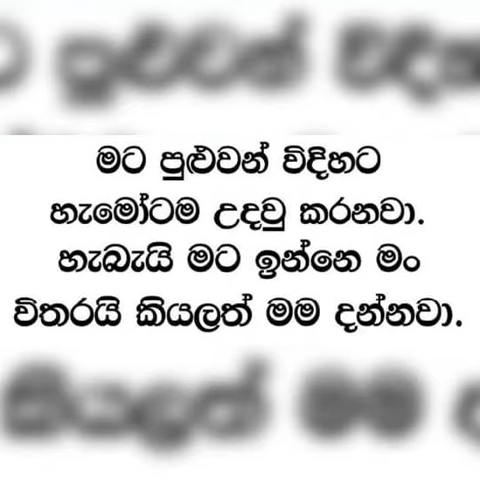 මට පුළුවන් විදිහට
හැමෝටම උදව් කරනවා.
හැබැයි මට ඉන්නෙ මං
විතරයි කියලත් මම දන්නවා.